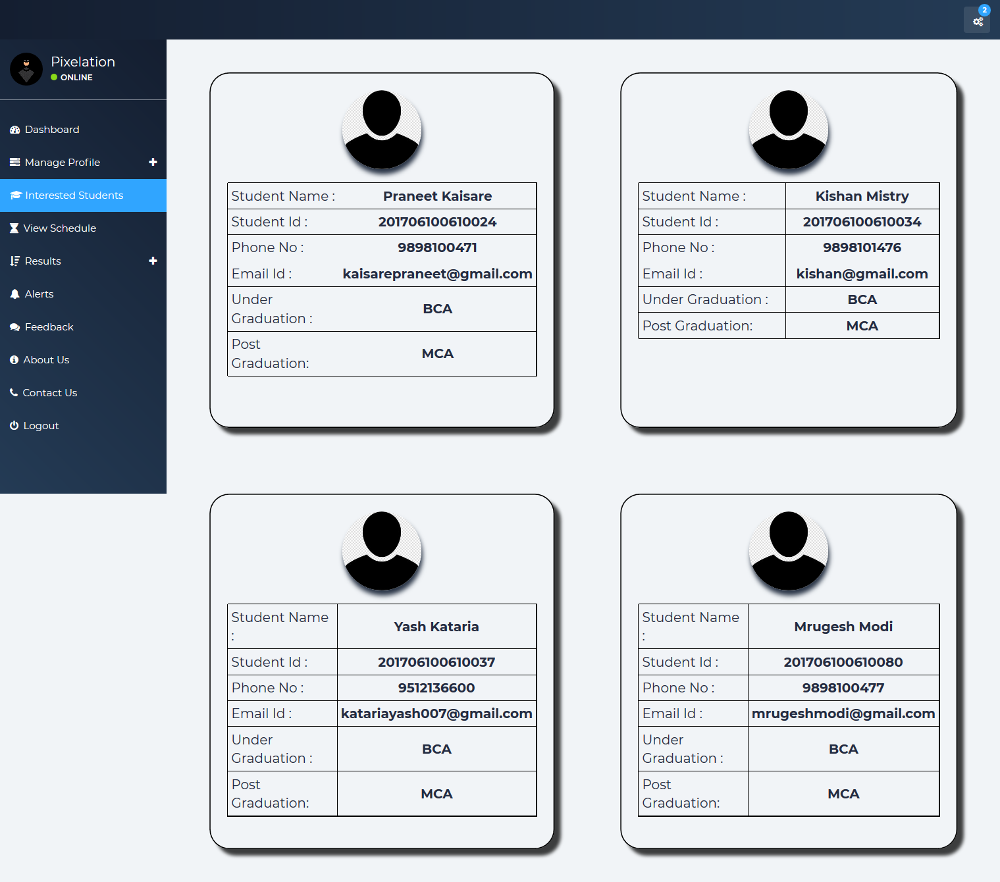 2
Pixelation
ONLINE
Dashboard
Manage Profile
Interested Students
View Schedule
Results
Alerts
Feedback
About Us
Contact Us
Logout
Student Name : Praneet Kaisare
Student Id : 201706100610024
Phone No : 9898100471
Email Id : kaisarepraneet@gmail.com
Under
Graduation : BCA
Post
Graduation: MCA
Student Name : Kishan Mistry
Student Id : 201706100610034
Phone No : 9898101476
Email Id : kishan@gmail.com
Under Graduation : BCA
Post Graduation: MCA
Student Name
: Yash Kataria
Student Id : 201706100610037
Phone No : 9512136600
Email Id : katariayash007@gmail.com
Under
Graduation : BCA
Post
Graduation: MCA
Student Name
: Mrugesh Modi
Student Id : 201706100610080
Phone No : 9898100477
Email Id : mrugeshmodi@gmail.com
Under
Graduation : BCA
Post
Graduation: MCA